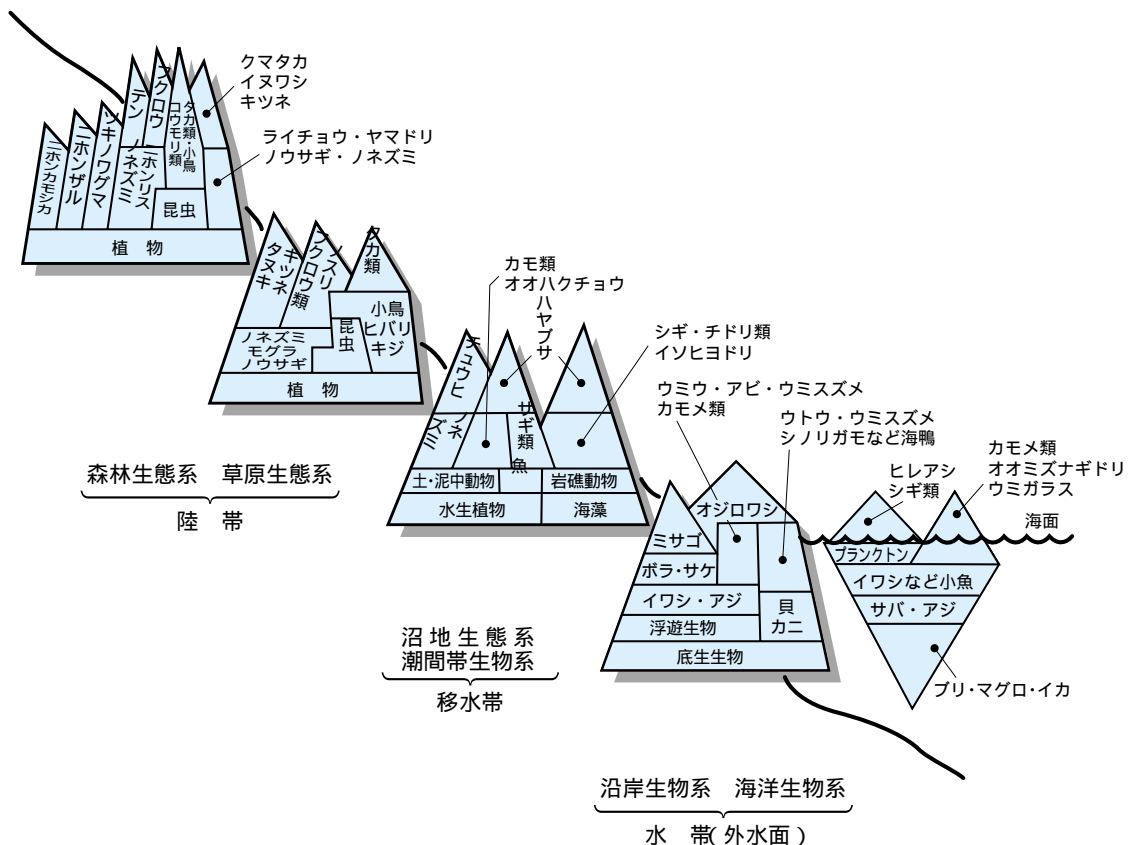 クマタカ
イヌワシ
キツネ
ライチョウ・ヤマドリ
ノウサギ・ノネズミ
ニホンカモシカ
ニホンザル
ツキノワグマ
テン
ノネズミ
フクロウ
ニホンリス
コウモリ類
タカ類・小鳥
昆虫
植 物
タヌキ
キツネ
フクロウ類
ノスリ
タカ類
小鳥
ヒバリ
キジ
昆虫
ノネズミ
モグラ
ノウサギ
植 物
森林生態系 草原生態系
陸 帯
カモ類
オオハクチョウ
ハヤブサ
シギ・チドリ類
イソヒヨドリ
チュウヒ
ノネズミ
サギ類
魚
土・泥中動物
岩礁動物
水生植物
海藻
沼地生態系
潮間帯生物系
移水帯
ウミウ・アビ・ウミスズメ
カモメ類
ウトウ・ウミスズメ
シノリガモなど海鴨
オジロワシ
ミサゴ
ボラ・サケ
イワシ・アジ
浮遊生物
貝
カニ
底生生物
ヒレアシ
シギ類
カモメ類
オオミズナギドリ
ウミガラス
海面
プランクトン
イワシなど小魚
サバ・アジ
ブリ・マグロ・イカ
沿岸生物系 海洋生物系
水 帯(外水面)